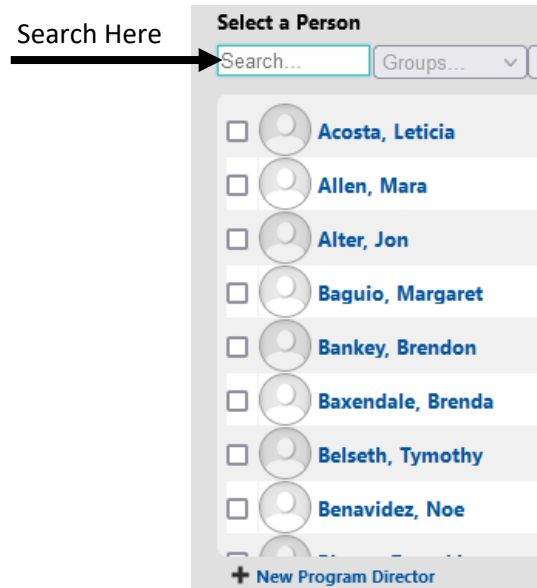 Select a Person
Search Here
Search... Groups...
Acosta, Leticia
Allen, Mara
Alter, Jon
Baguio, Margaret
Bankey, Brendon
Baxendale, Brenda
Belseth, Tymothy
Benavidez, Noe
+ New Program Director